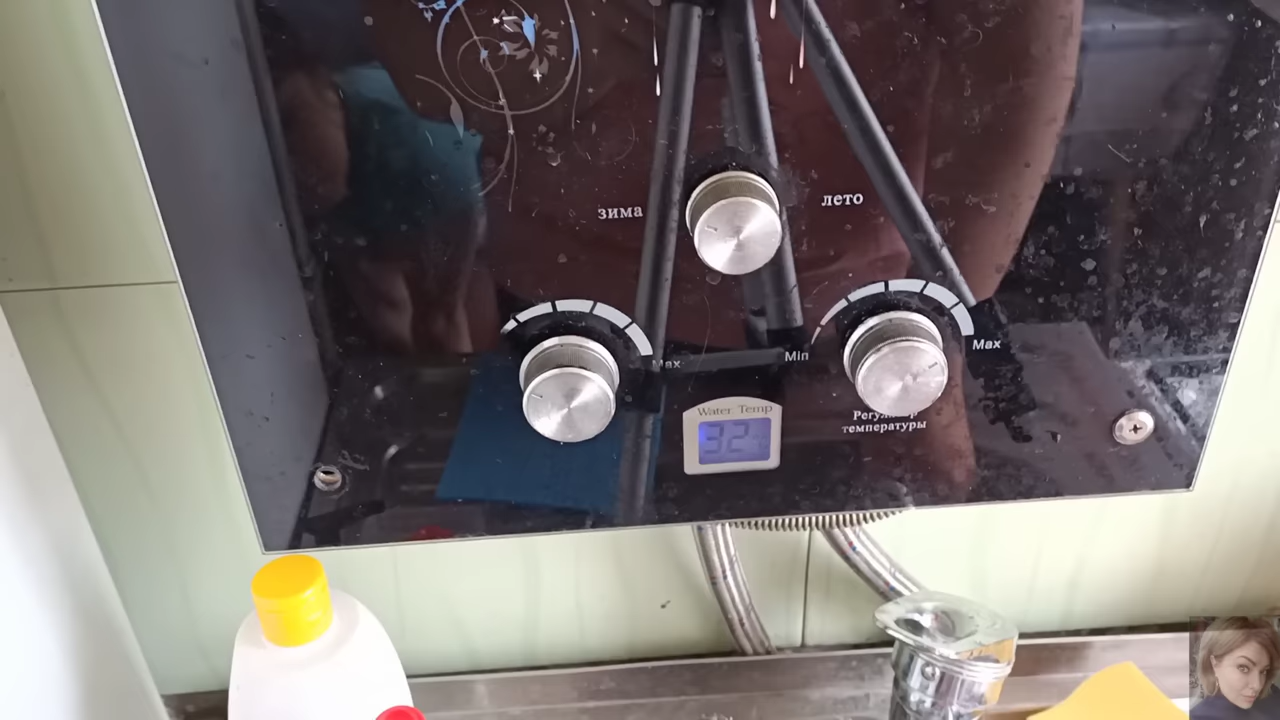 зима
лето
Max
Min
Max
Water Temp
32
Регулятор
температуры